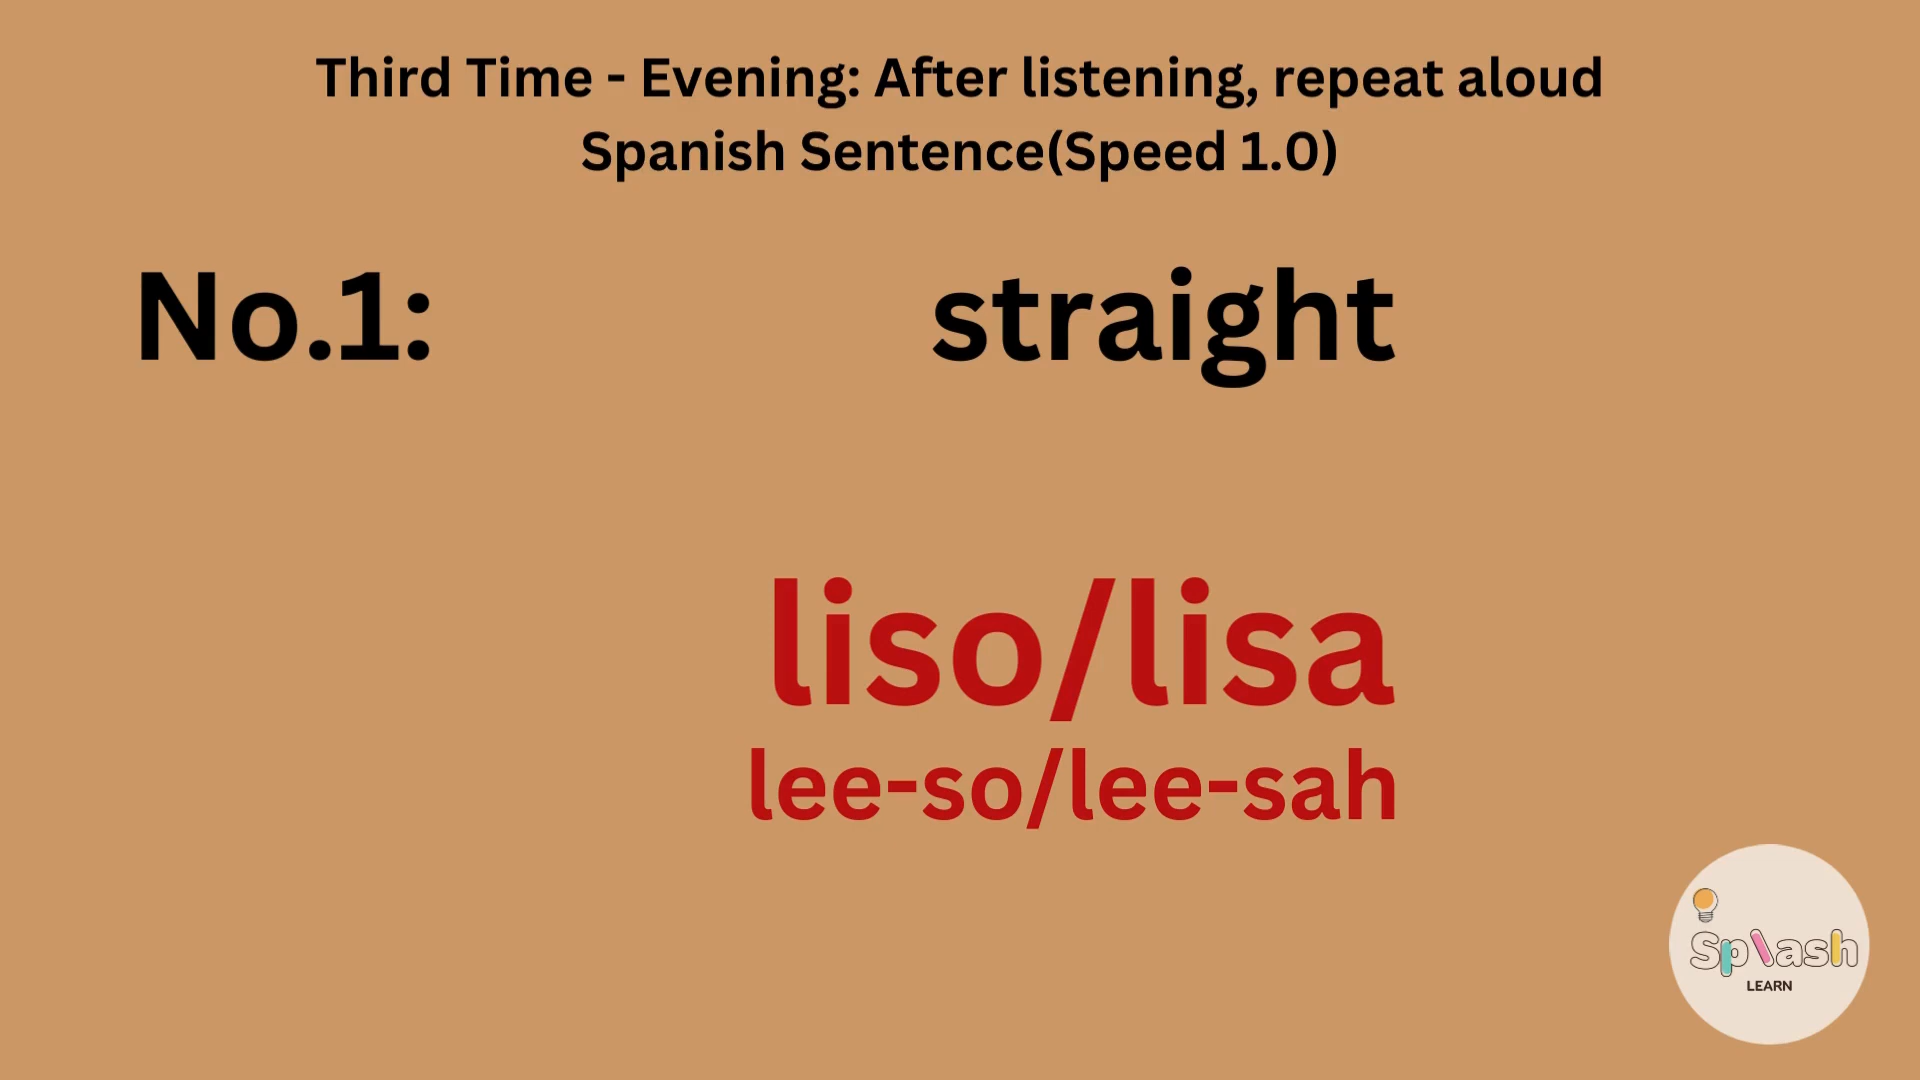 Third Time - Evening: After listening, repeat aloud
Spanish Sentence(Speed 1.0)
No.1: straight
liso/lisa
lee-so/lee-sah
Splash
LEARN